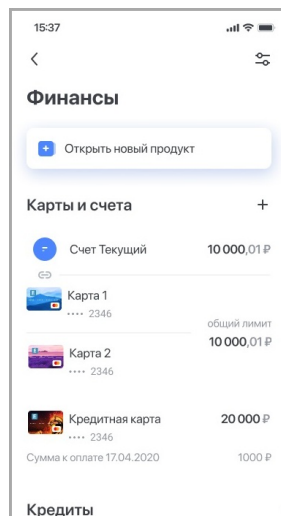 15:37
Финансы
Открыть новый продукт
Карты и счета +
Счет Текущий 10 000,01 ₽
Карта 1
•••• 2346
общий лимит
10 000,01 ₽
Карта 2
•••• 2346
Кредитная карта 20 000 ₽
•••• 2346
Сумма к оплате 17.04.2020 1000 ₽
Кредиты